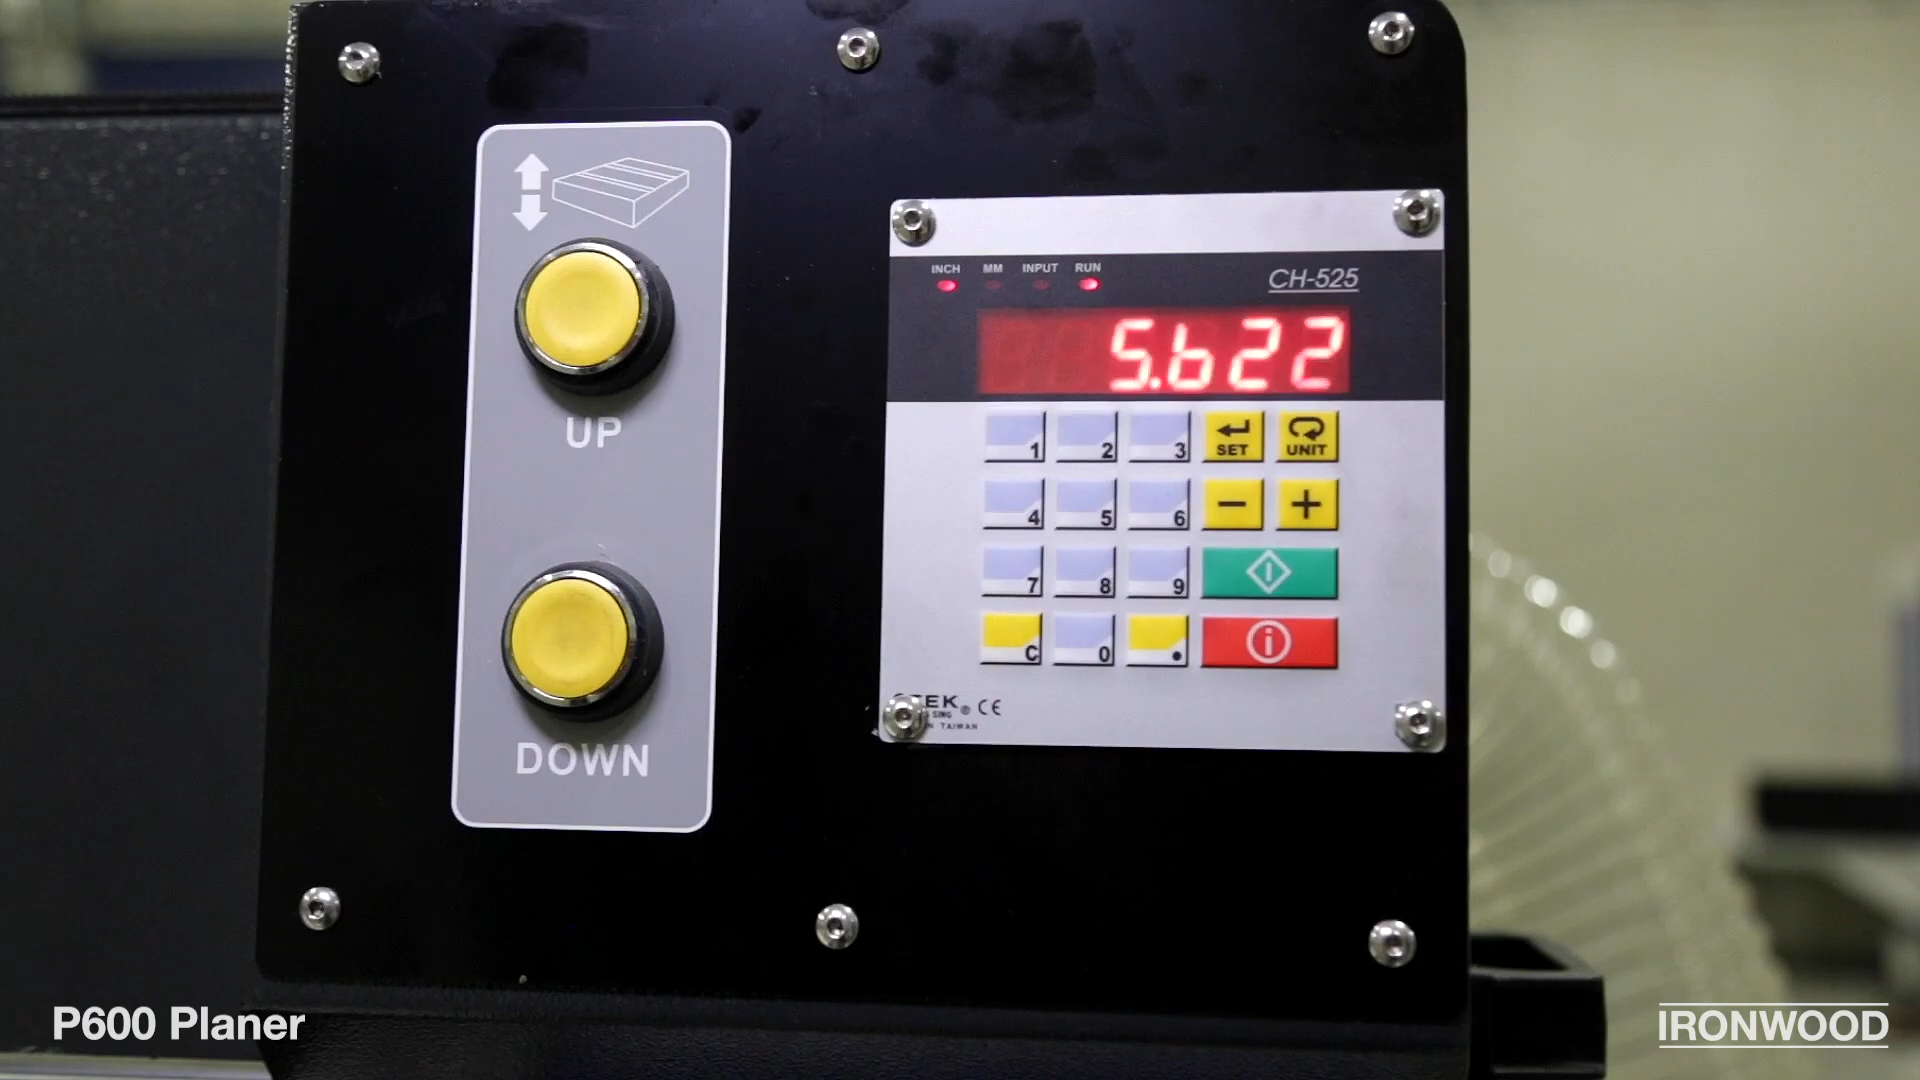 INCH MM INPUT RUN
CH-525
5.622
UP
DOWN
1 2 3 SET UNIT
4 5 6 − +
7 8 9
C 0 •
CE
TAIWAN
P600 Planer
IRONWOOD